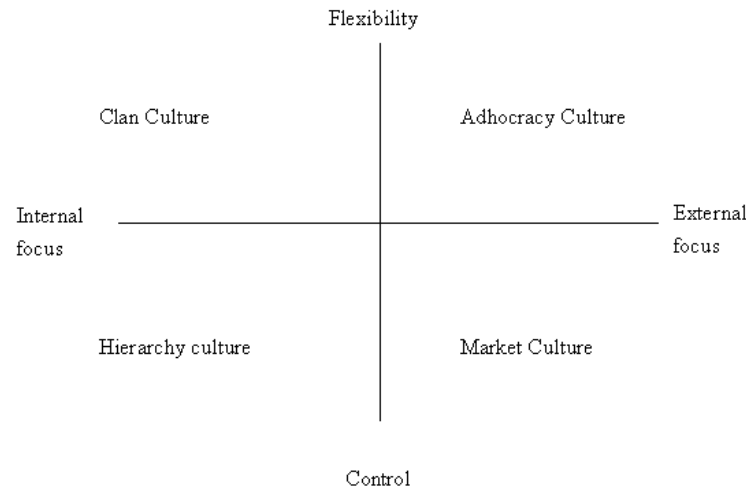 Flexibility
Clan Culture
Adhocracy Culture
Internal
focus
External
focus
Hierarchy culture
Market Culture
Control